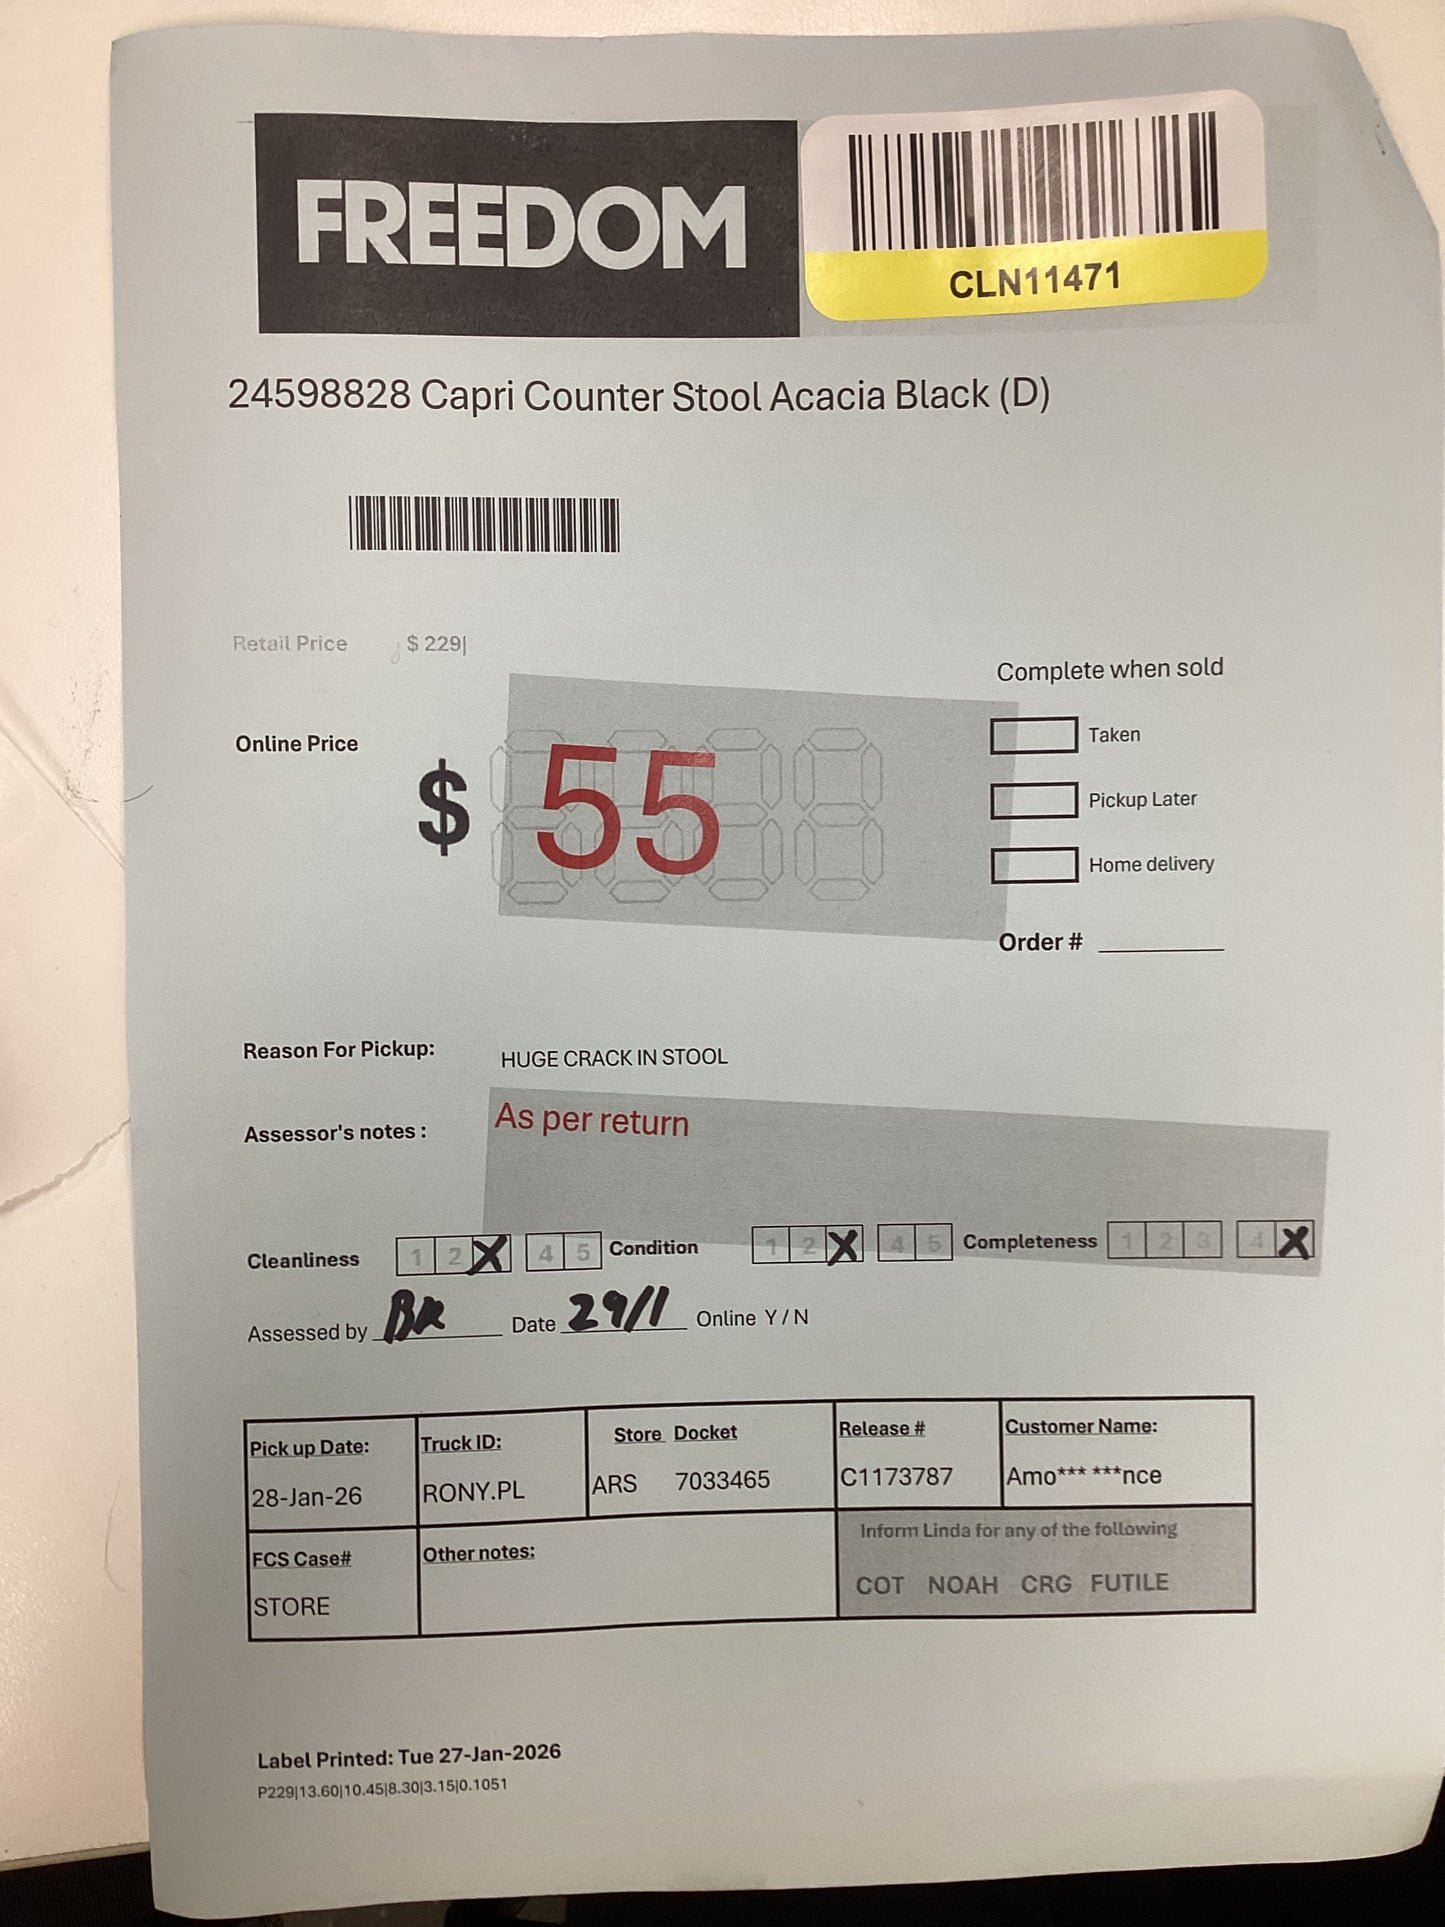 FREEDOM
CLN11471
24598828 Capri Counter Stool Acacia Black (D)
Retail Price $ 229|
Complete when sold
Online Price $ 55
Taken
Pickup Later
Home delivery
Order #
Reason For Pickup: HUGE CRACK IN STOOL
Assessor's notes : As per return
Cleanliness 1 2 X 4 5 Condition 1 2 X 4 5 Completeness 1 2 3 4 X
Assessed by BR Date 29/1 Online Y / N
Pick up Date: Truck ID: Store Docket Release # Customer Name:
28-Jan-26 RONY.PL ARS 7033465 C1173787 Amo*** ***nce
FCS Case# Other notes: Inform Linda for any of the following
STORE COT NOAH CRG FUTILE
Label Printed: Tue 27-Jan-2026
P229|13.60|10.45|8.30|3.15|0.1051